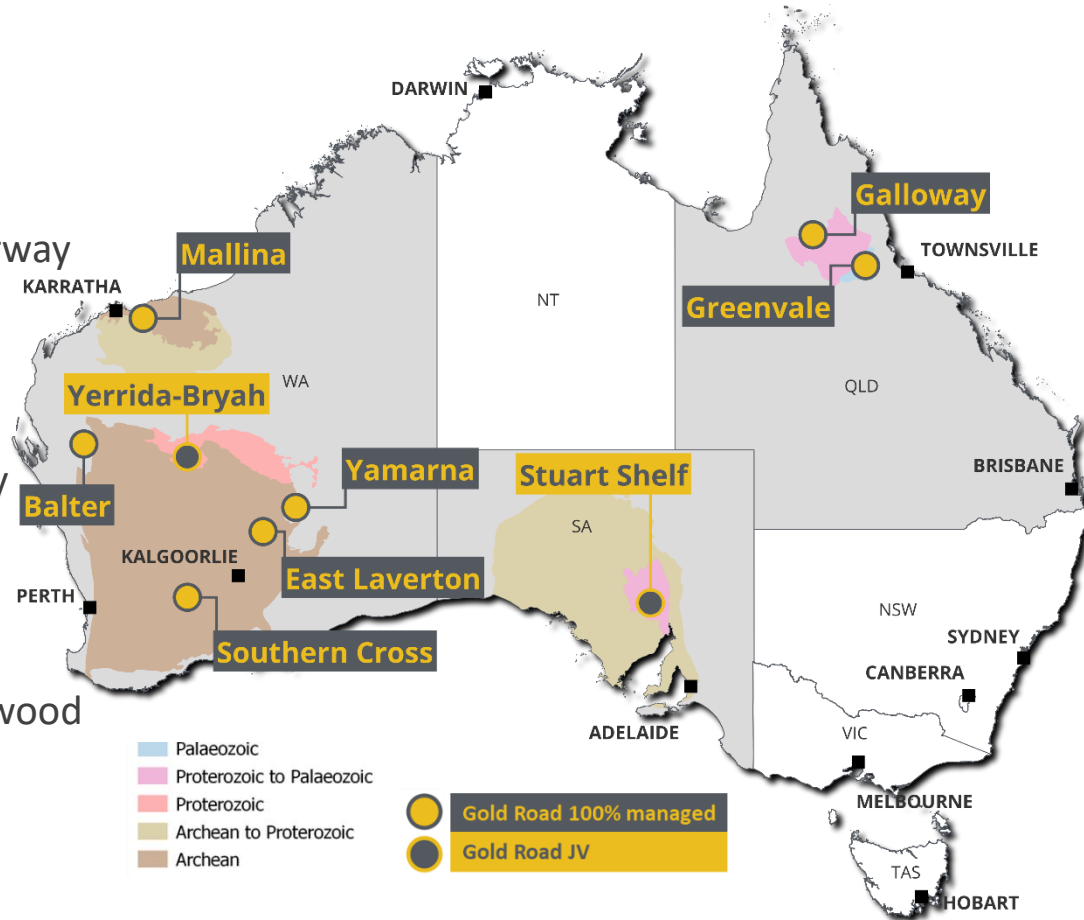 DARWIN
Galloway
TOWNSVILLE
Mallina
KARRATHA
Greenvale
NT
WA
QLD
Yerrida-Bryah
BRISBANE
Yamarna
Stuart Shelf
Balter
SA
KALGOORLIE
East Laverton
PERTH
NSW
SYDNEY
Southern Cross
CANBERRA
ADELAIDE
VIC
MELBOURNE
TAS
HOBART
Palaeozoic
Proterozoic to Palaeozoic
Proterozoic
Archean to Proterozoic
Archean
Gold Road 100% managed
Gold Road JV